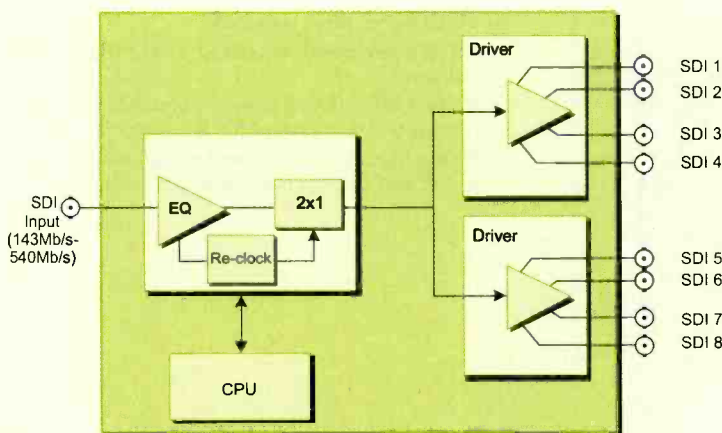 Driver
SDI 1
SDI 2
SDI 3
SDI 4
SDI
Input
(143Mb/s-
540Mb/s)
EQ
2x1
Re-clock
Driver
SDI 5
SDI 6
SDI 7
SDI 8
CPU